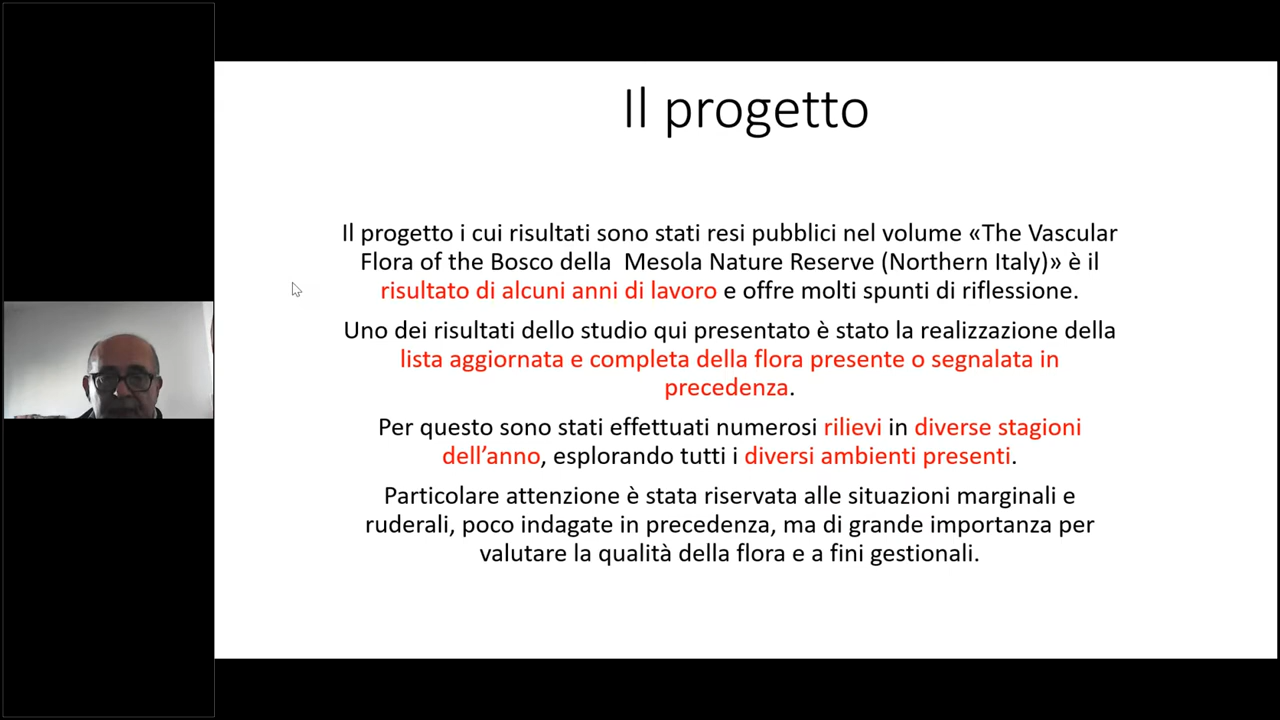 Il progetto
Il progetto i cui risultati sono stati resi pubblici nel volume «The Vascular
Flora of the Bosco della  Mesola Nature Reserve (Northern Italy)» è il
risultato di alcuni anni di lavoro e offre molti spunti di riflessione.
Uno dei risultati dello studio qui presentato è stato la realizzazione della
lista aggiornata e completa della flora presente o segnalata in
precedenza.
Per questo sono stati effettuati numerosi rilievi in diverse stagioni
dell’anno, esplorando tutti i diversi ambienti presenti.
Particolare attenzione è stata riservata alle situazioni marginali e
ruderali, poco indagate in precedenza, ma di grande importanza per
valutare la qualità della flora e a fini gestionali.